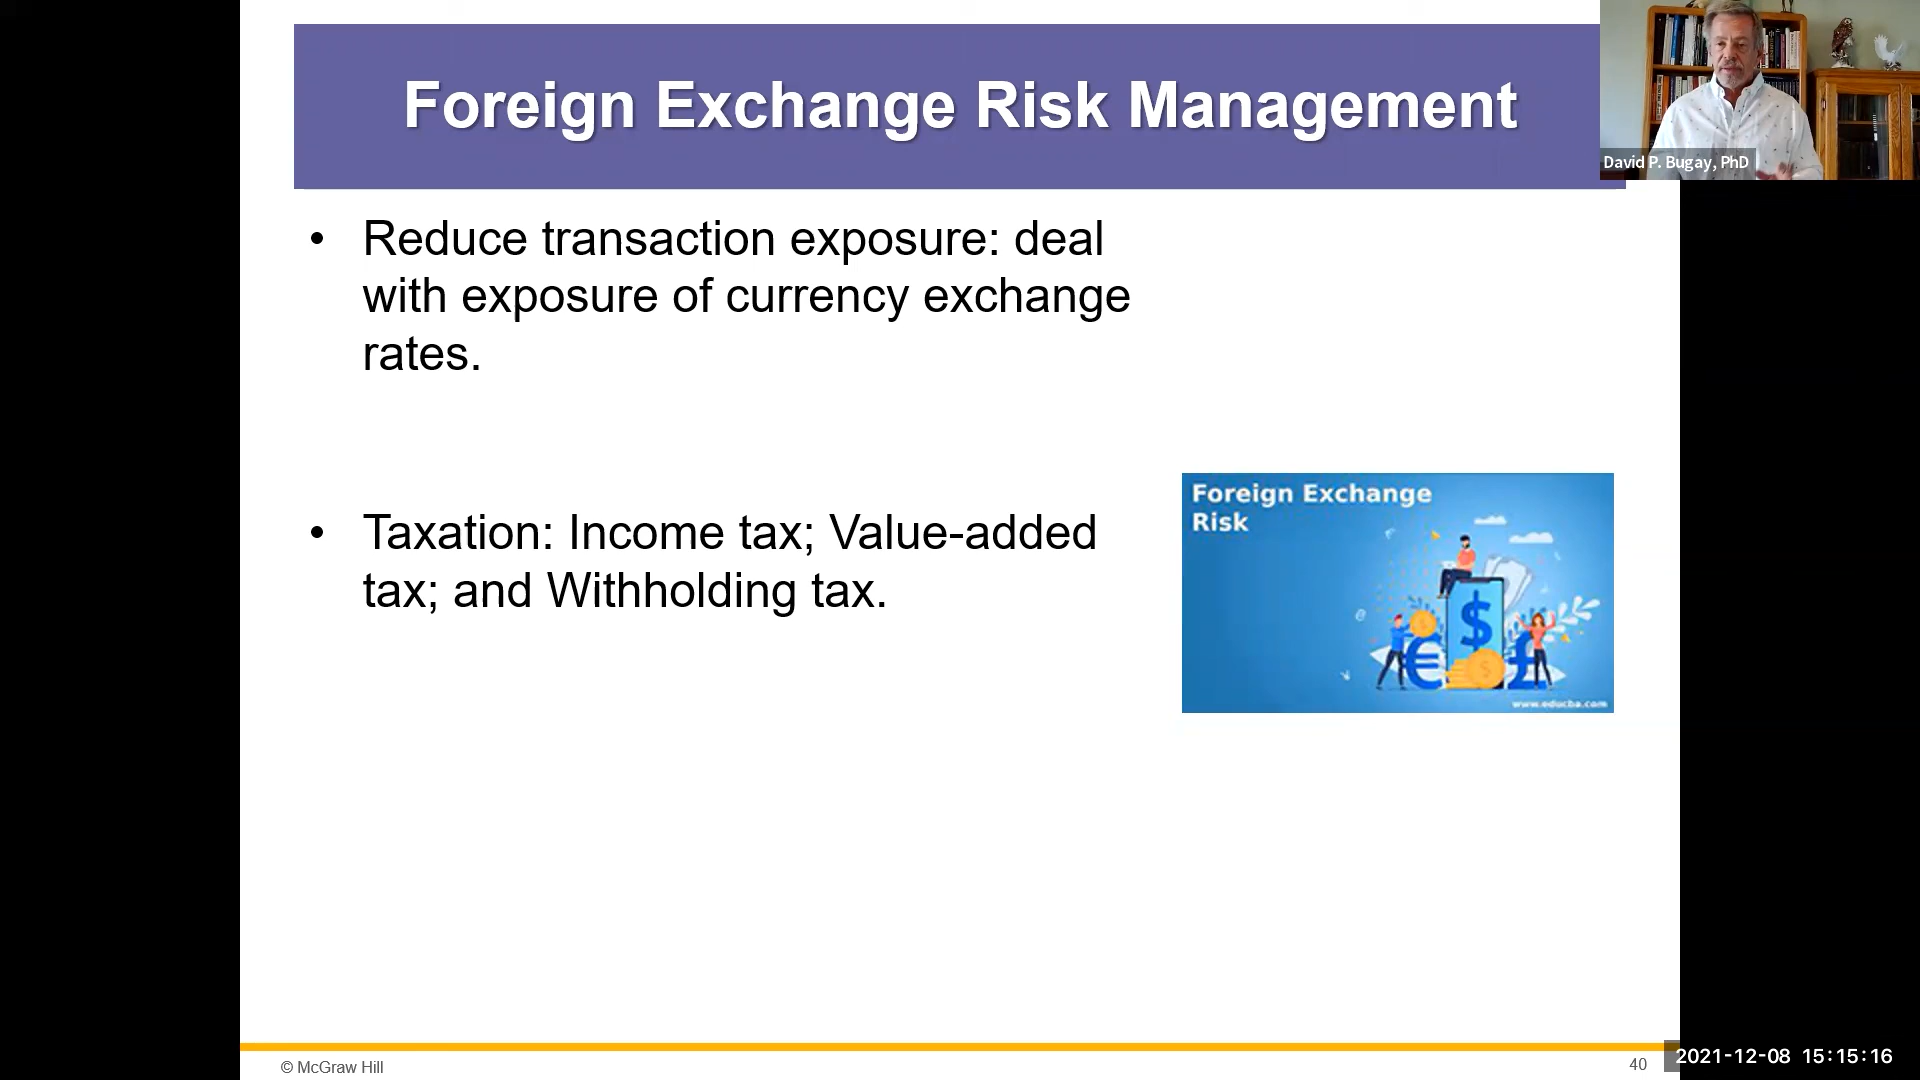 Foreign Exchange Risk Management
David P. Bugay, PhD
• Reduce transaction exposure: deal
with exposure of currency exchange
rates.
• Taxation: Income tax; Value-added
tax; and Withholding tax.
Foreign Exchange
Risk
$
€
£
www.educba.com
© McGraw Hill
40
2021-12-08 15:15:16